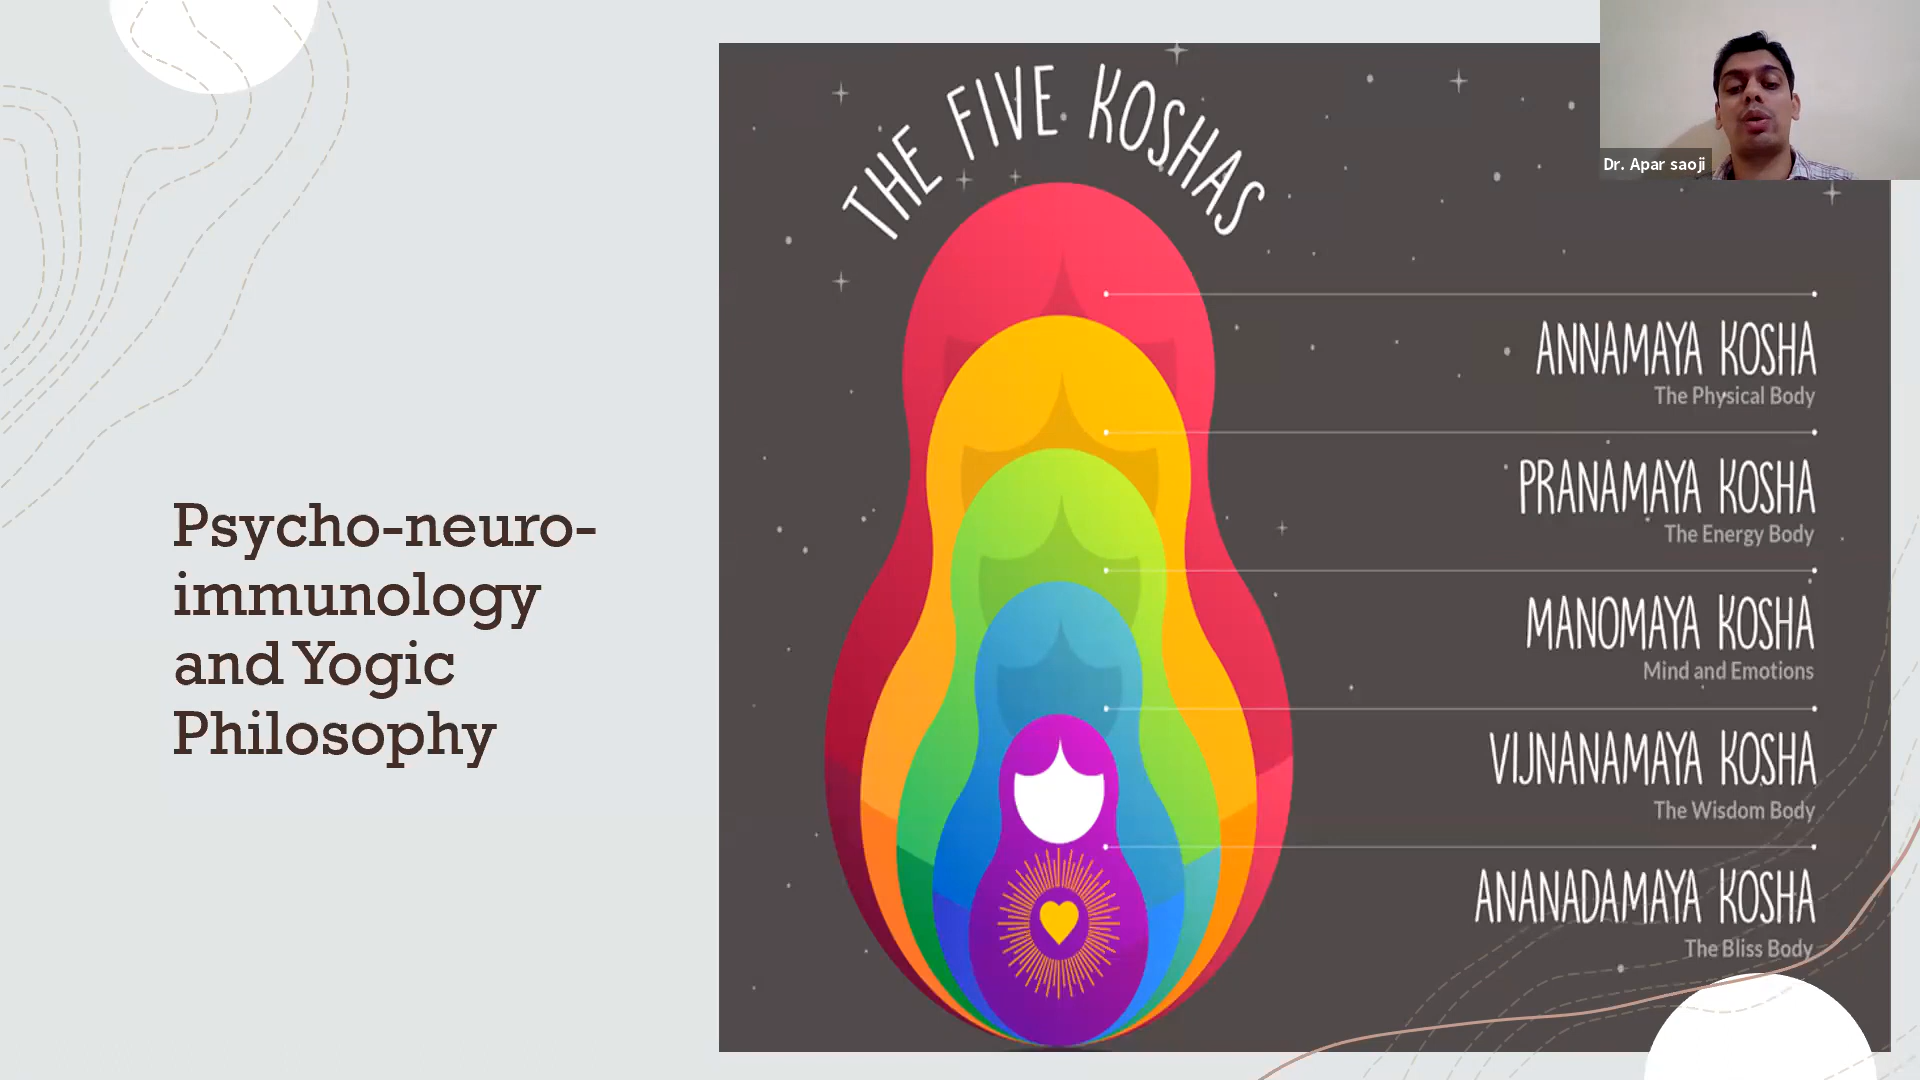 Psycho-neuro-
immunology
and Yogic
Philosophy
THE FIVE KOSHAS
ANNAMAYA KOSHA
The Physical Body
PRANAMAYA KOSHA
The Energy Body
MANOMAYA KOSHA
Mind and Emotions
VIJNANAMAYA KOSHA
The Wisdom Body
ANANADAMAYA KOSHA
The Bliss Body
Dr. Apar saoji